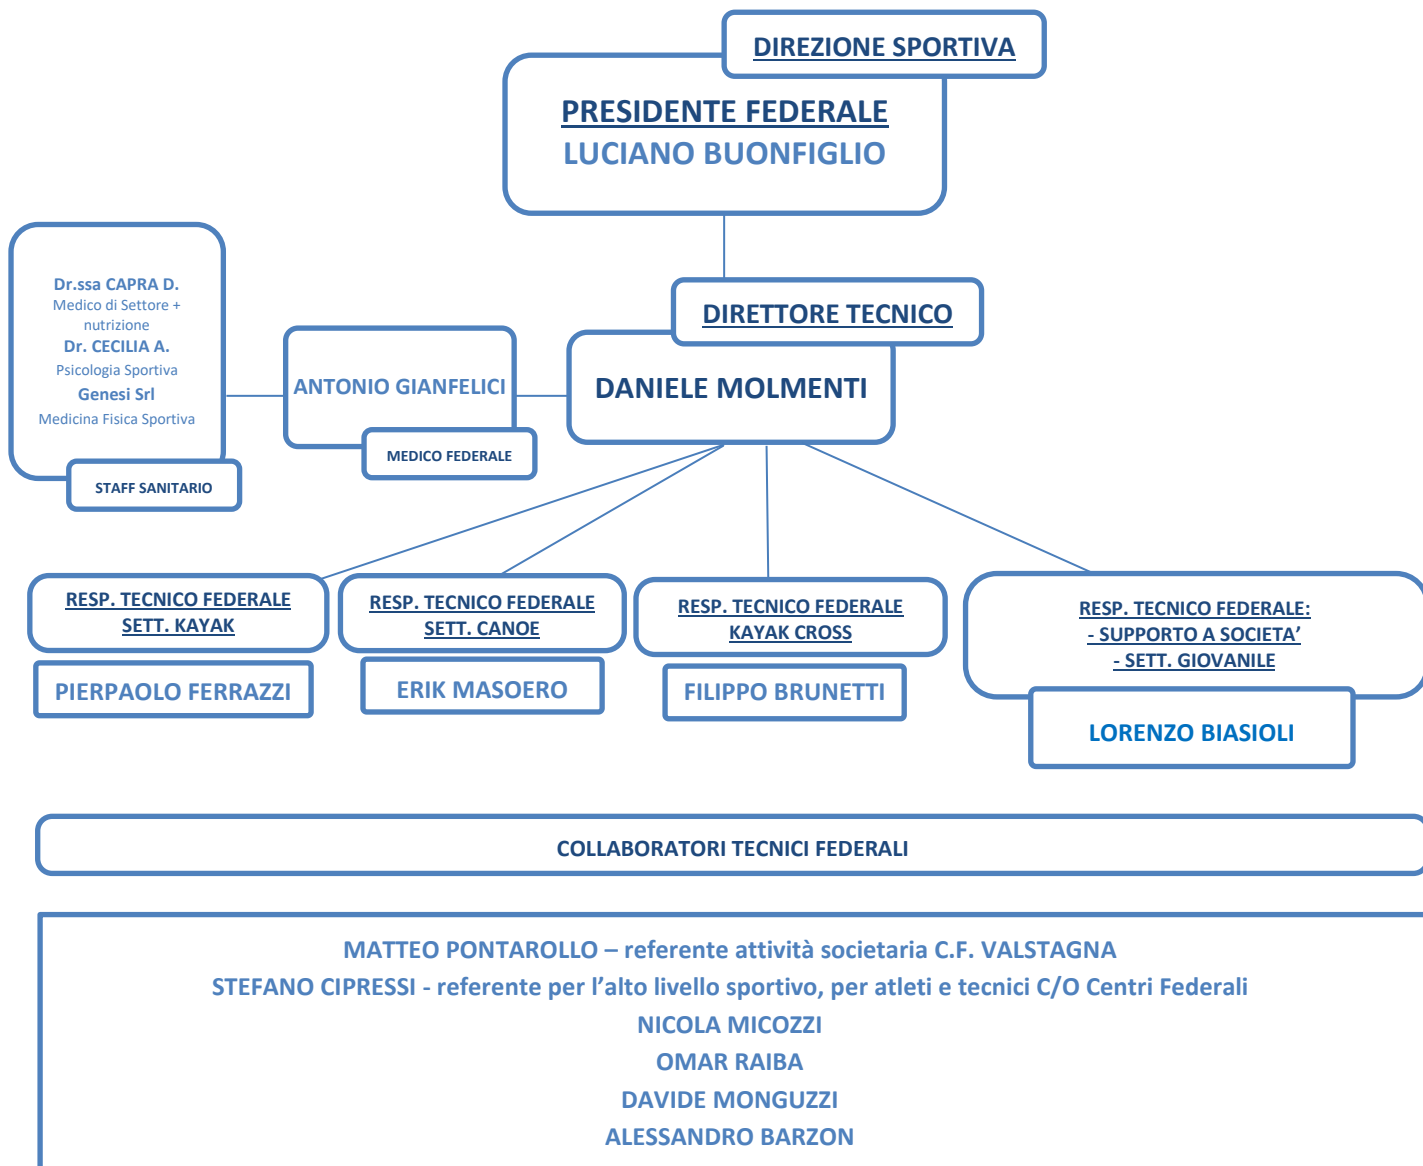 DIREZIONE SPORTIVA
PRESIDENTE FEDERALE
LUCIANO BUONFIGLIO
DIRETTORE TECNICO
DANIELE MOLMENTI
ANTONIO GIANFELICI
MEDICO FEDERALE
Dr.ssa CAPRA D.
Medico di Settore +
nutrizione
Dr. CECILIA A.
Psicologia Sportiva
Genesi Srl
Medicina Fisica Sportiva
STAFF SANITARIO
RESP. TECNICO FEDERALE
SETT. KAYAK
PIERPAOLO FERRAZZI
RESP. TECNICO FEDERALE
SETT. CANOE
ERIK MASOERO
RESP. TECNICO FEDERALE
KAYAK CROSS
FILIPPO BRUNETTI
RESP. TECNICO FEDERALE:
- SUPPORTO A SOCIETA’
- SETT. GIOVANILE
LORENZO BIASIOLI
COLLABORATORI TECNICI FEDERALI
MATTEO PONTAROLLO – referente attività societaria C.F. VALSTAGNA
STEFANO CIPRESSI - referente per l’alto livello sportivo, per atleti e tecnici C/O Centri Federali
NICOLA MICOZZI
OMAR RAIBA
DAVIDE MONGUZZI
ALESSANDRO BARZON